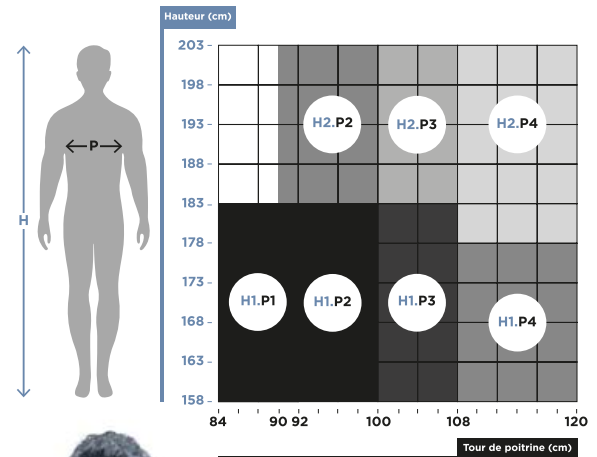 Hauteur (cm)
203
198
193
188
183
178
173
168
163
158
H
P
H2.P2
H2.P3
H2.P4
H1.P1
H1.P2
H1.P3
H1.P4
84
90
92
100
108
120
Tour de poitrine (cm)